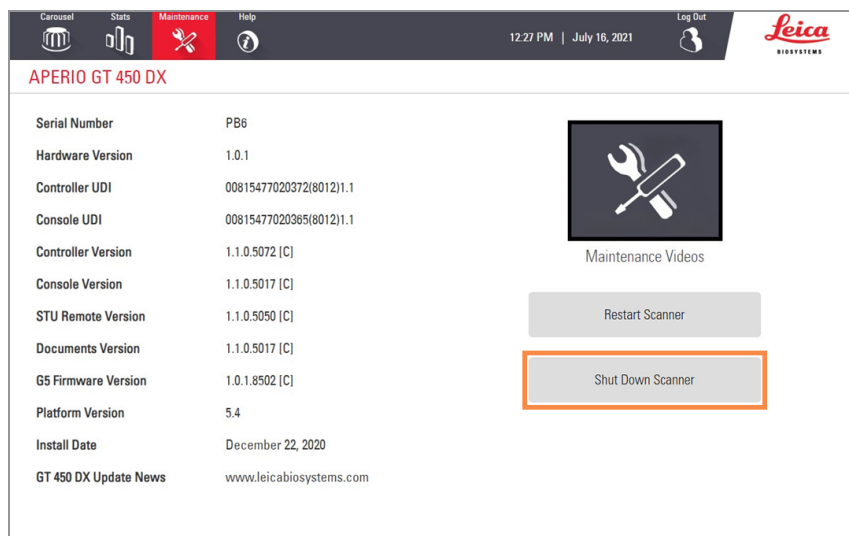 Carousel Stats Maintenance Help
12:27 PM | July 16, 2021
Log Out
Leica
BIOSYSTEMS
APERIO GT 450 DX
Serial Number PB6
Hardware Version 1.0.1
Controller UDI 00815477020372(8012)1.1
Console UDI 00815477020365(8012)1.1
Controller Version 1.1.0.5072 [C]
Console Version 1.1.0.5017 [C]
STU Remote Version 1.1.0.5050 [C]
Documents Version 1.1.0.5017 [C]
G5 Firmware Version 1.0.1.8502 [C]
Platform Version 5.4
Install Date December 22, 2020
GT 450 DX Update News www.leicabiosystems.com
Maintenance Videos
Restart Scanner
Shut Down Scanner